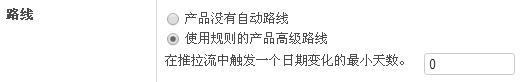 路线
产品没有自动路线
使用规则的产品高级路线
在推拉流中触发一个日期变化的最小天数。 0